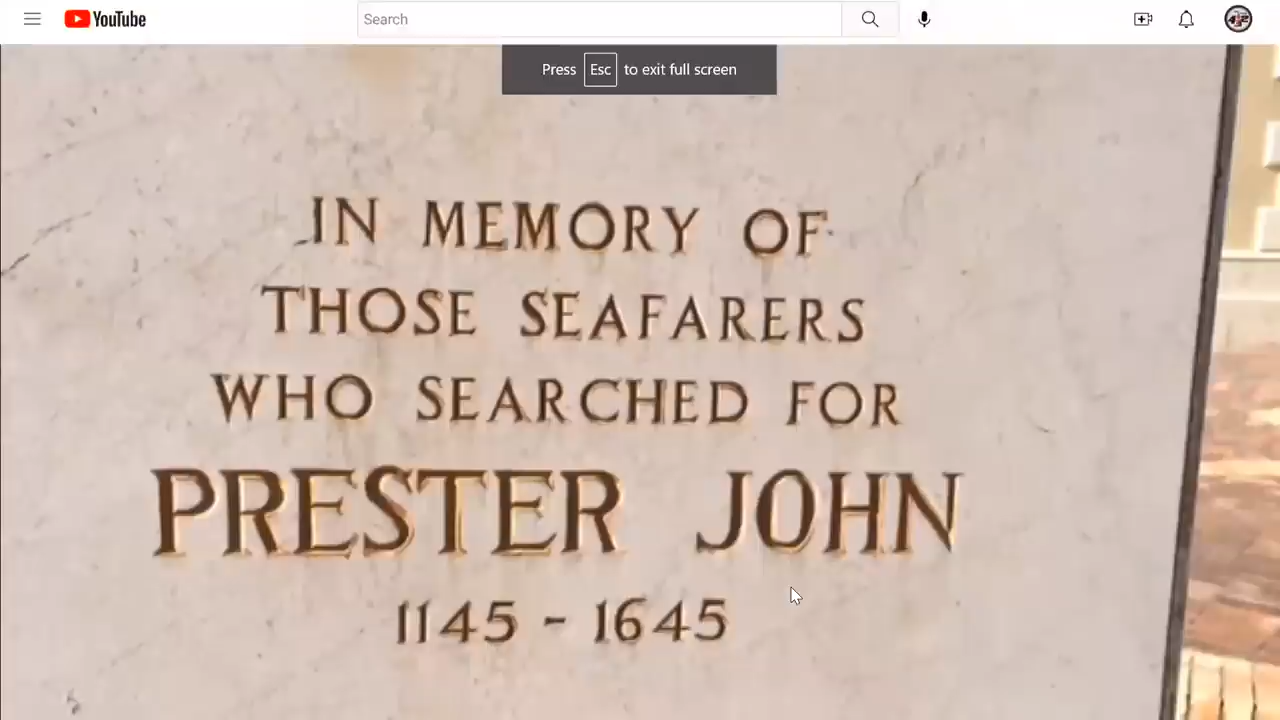 YouTube
Search
Press Esc to exit full screen
IN MEMORY OF
THOSE SEAFARERS
WHO SEARCHED FOR
PRESTER JOHN
1145 - 1645